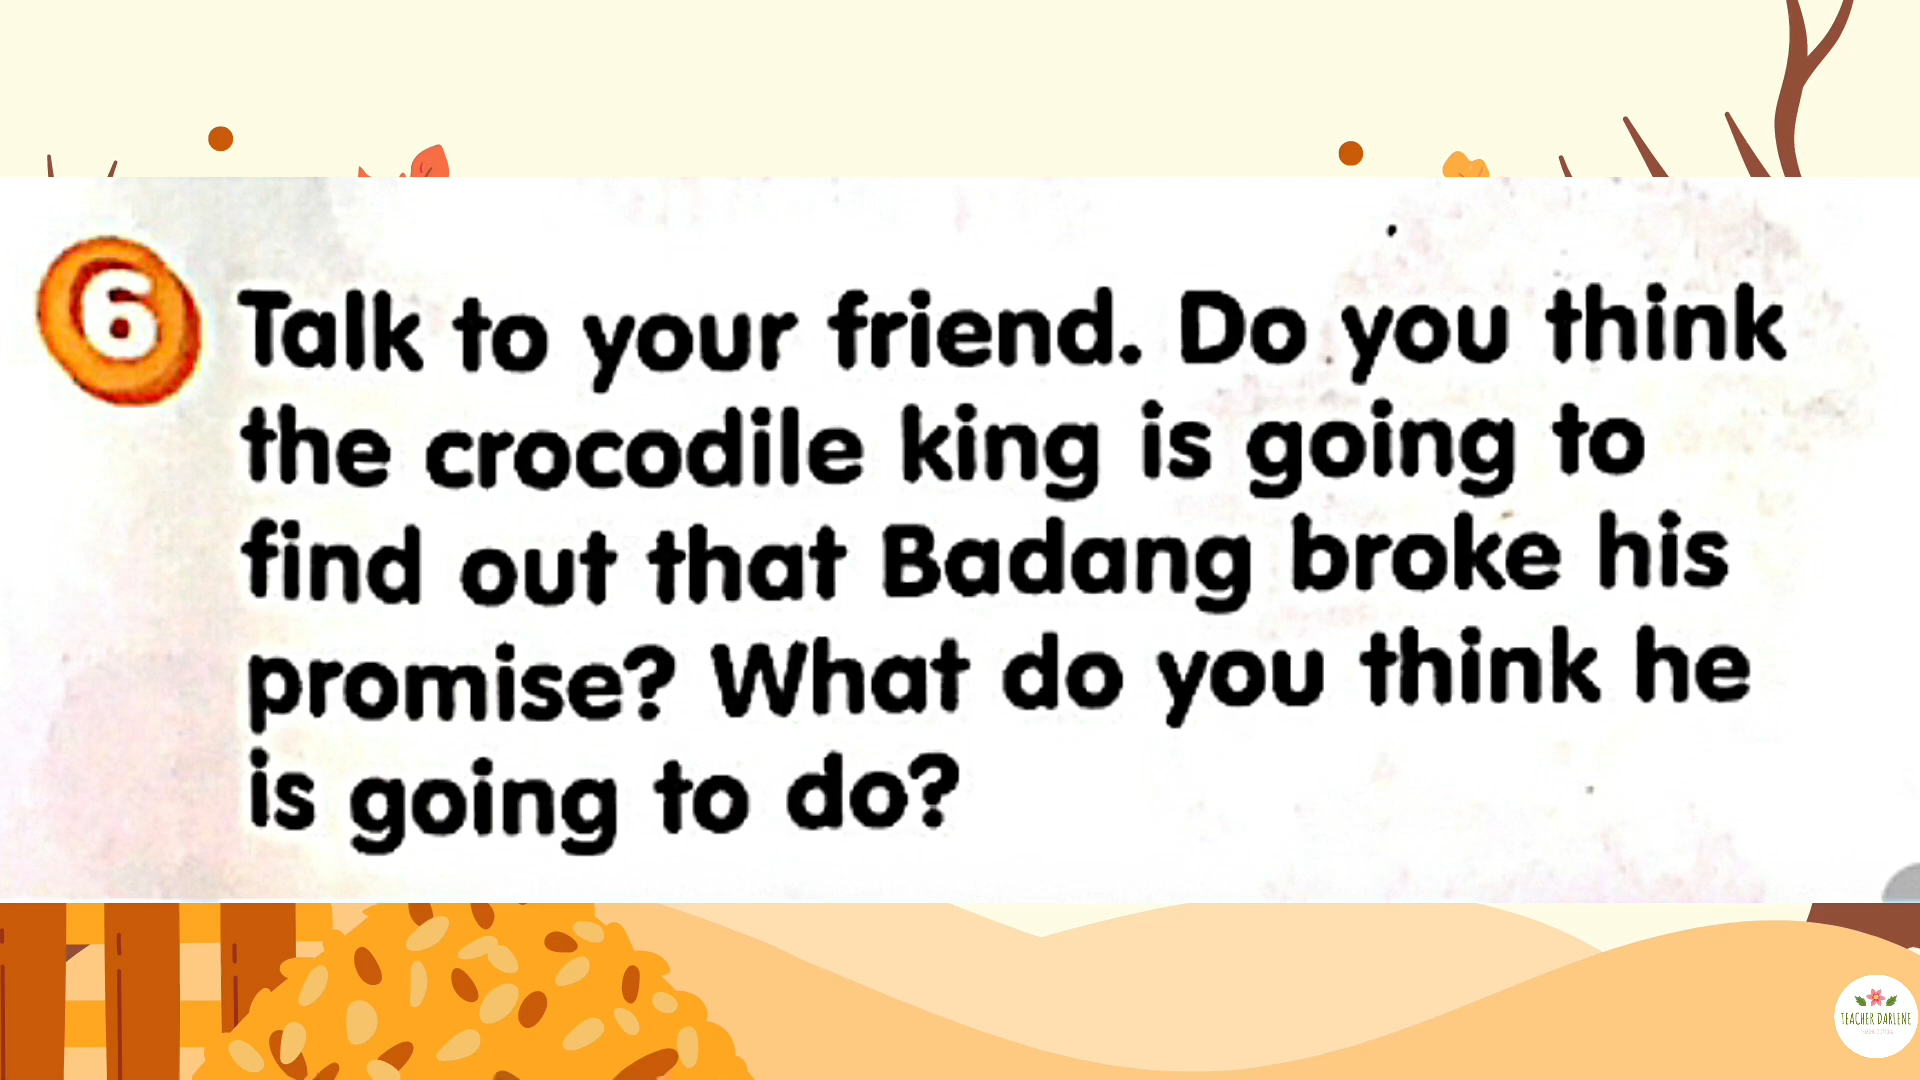 6
Talk to your friend. Do you think
the crocodile king is going to
find out that Badang broke his
promise? What do you think he
is going to do?
TEACHER DARLENE